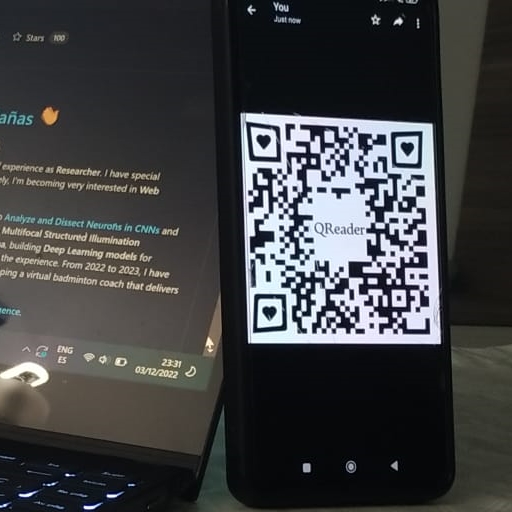 Stars 100
añas
experience as Researcher. I have special
ly, I'm becoming very interested in Web
Analyze and Dissect Neurons in CNNs and
Multifocal Structured Illumination
a, building Deep Learning models for
the experience. From 2022 to 2023, I have
ping a virtual badminton coach that delivers
ence.
ENG
ES
23:31
03/12/2022
You
Just now
QReader